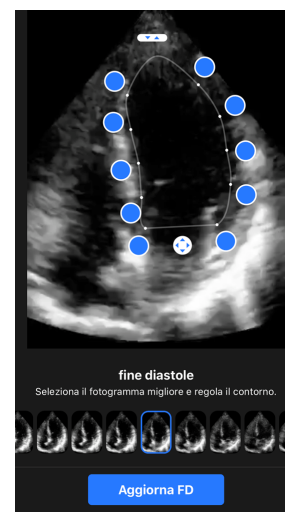 fine diastole
Seleziona il fotogramma migliore e regola il contorno.
Aggiorna FD